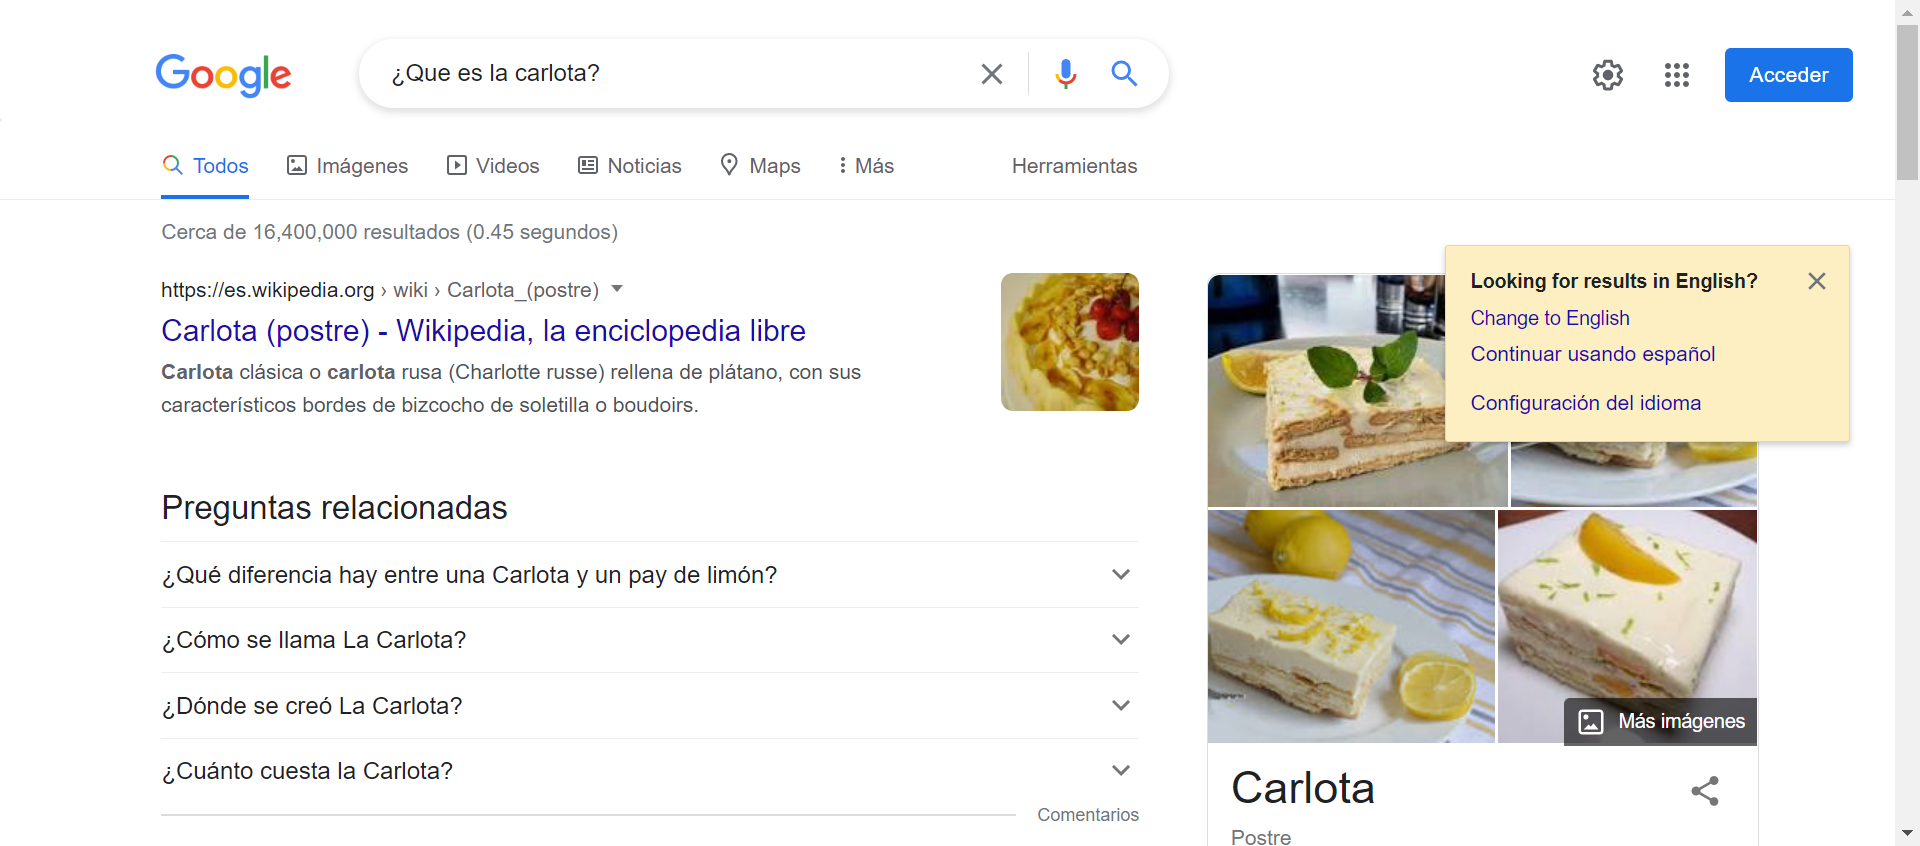 Google
¿Que es la carlota?
Acceder
Todos
Imágenes
Videos
Noticias
Maps
Más
Herramientas
Cerca de 16,400,000 resultados (0.45 segundos)
https://es.wikipedia.org › wiki › Carlota_(postre)
Carlota (postre) - Wikipedia, la enciclopedia libre
Carlota clásica o carlota rusa (Charlotte russe) rellena de plátano, con sus
característicos bordes de bizcocho de soletilla o boudoirs.
Preguntas relacionadas
¿Qué diferencia hay entre una Carlota y un pay de limón?
¿Cómo se llama La Carlota?
¿Dónde se creó La Carlota?
¿Cuánto cuesta la Carlota?
Comentarios
Looking for results in English?
Change to English
Continuar usando español
Configuración del idioma
Más imágenes
Carlota
Postre